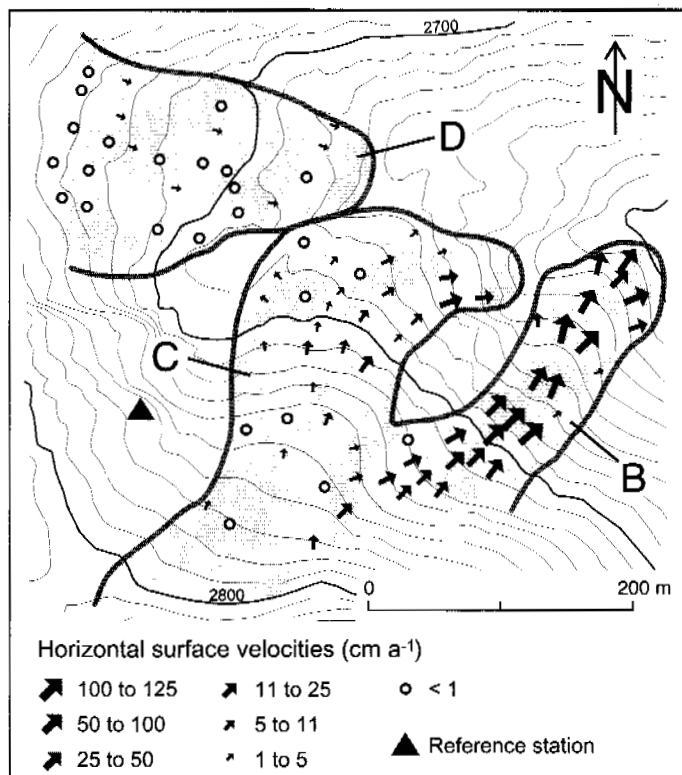 2700
N
D
C
B
2800
0 200 m
Horizontal surface velocities (cm a⁻¹)
100 to 125 11 to 25 < 1
50 to 100 5 to 11
25 to 50 1 to 5 Reference station